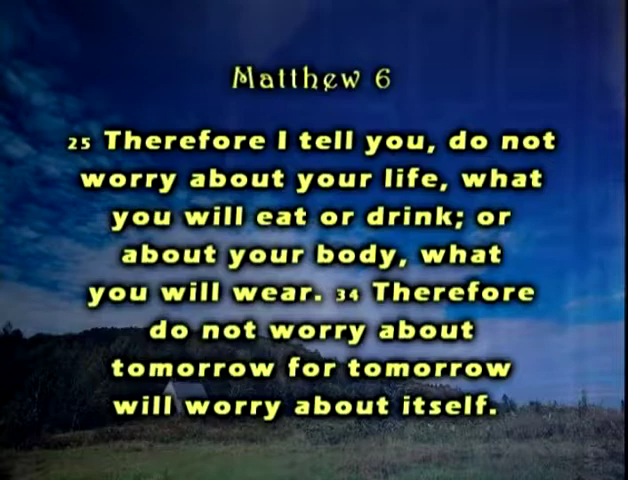 Matthew 6
25 Therefore I tell you, do not
worry about your life, what
you will eat or drink; or
about your body, what
you will wear. 34 Therefore
do not worry about
tomorrow for tomorrow
will worry about itself.